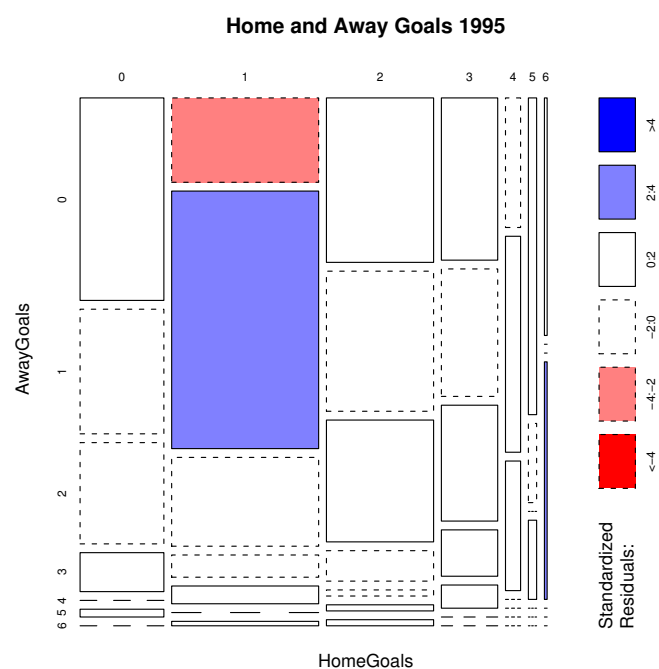 Home and Away Goals 1995
0 1 2 3 4 5 6
AwayGoals
0
1
2
3
4
5
6
HomeGoals
Standardized
Residuals:
<−4
−4:−2
−2:0
0:2
2:4
>4